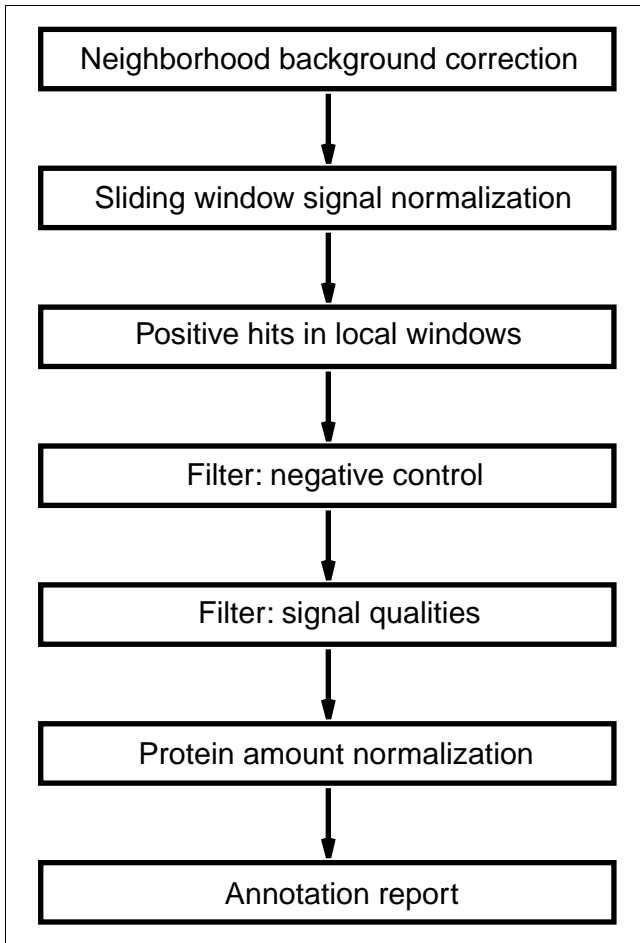 Neighborhood background correction
Sliding window signal normalization
Positive hits in local windows
Filter: negative control
Filter: signal qualities
Protein amount normalization
Annotation report